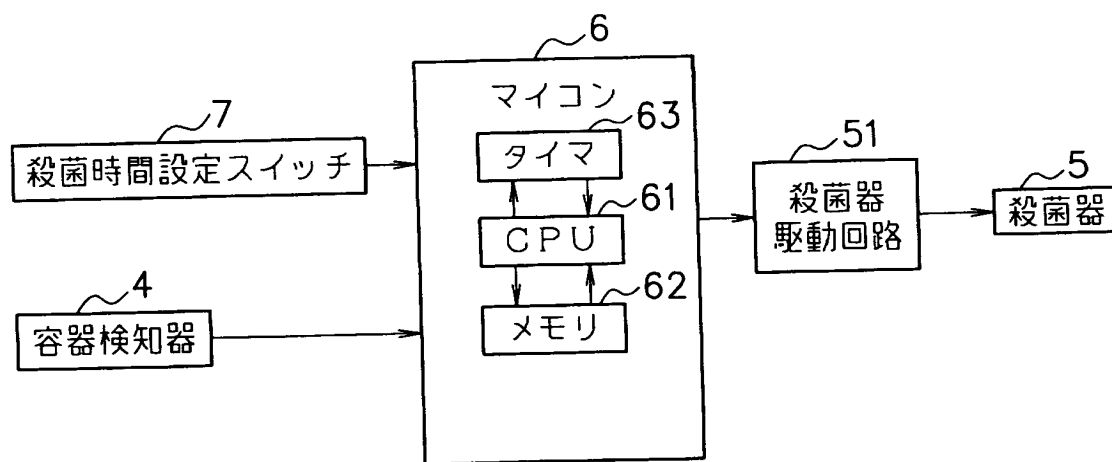 6
マイコン
7
殺菌時間設定スイッチ
63
タイマ
61
CPU
62
メモリ
4
容器検知器
51
殺菌器
駆動回路
5
殺菌器